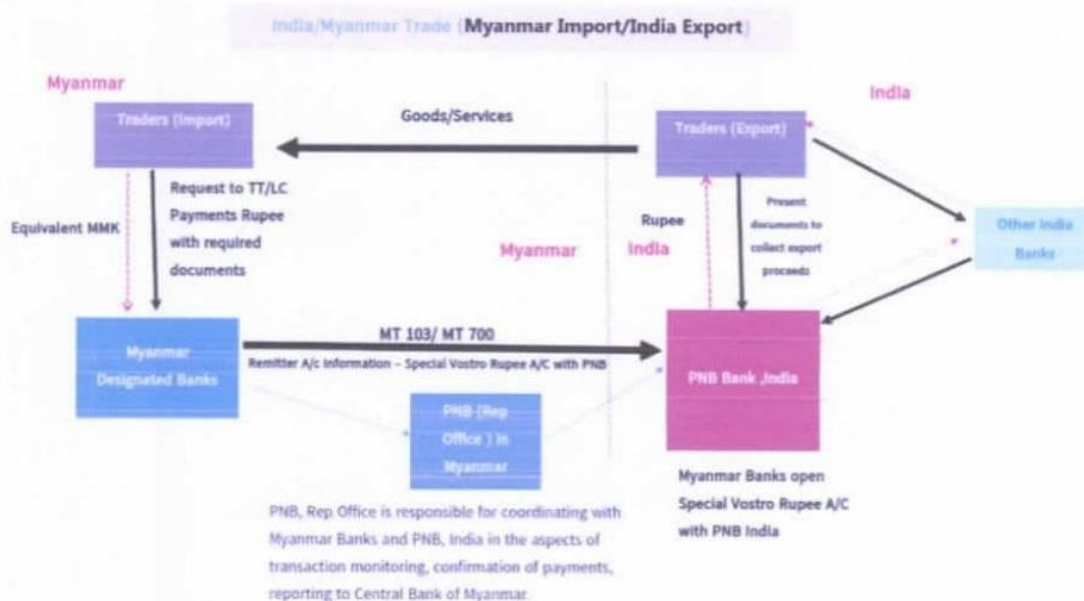 India/Myanmar Trade (Myanmar Import/India Export)
Myanmar
India
Traders (Import)
Goods/Services
Traders (Export)
Equivalent MMK
Request to TT/LC
Payments Rupee
with required
documents
Rupee
Present
documents to
collect export
proceeds
Other India
Banks
Myanmar
India
Myanmar
Designated Banks
MT 103/ MT 700
Remitter A/c Information – Special Vostro Rupee A/C with PNB
PNB Bank ,India
PNB (Rep
Office ) in
Myanmar
Myanmar Banks open
Special Vostro Rupee A/C
with PNB India
PNB, Rep Office is responsible for coordinating with
Myanmar Banks and PNB, India in the aspects of
transaction monitoring, confirmation of payments,
reporting to Central Bank of Myanmar